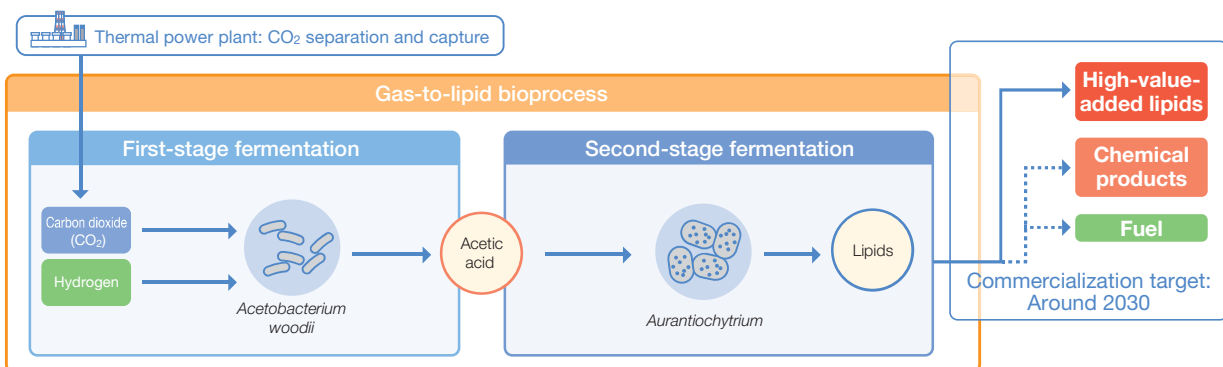 Thermal power plant: CO₂ separation and capture
Gas-to-lipid bioprocess
First-stage fermentation
Second-stage fermentation
Carbon dioxide
(CO₂)
Hydrogen
Acetobacterium
woodii
Acetic
acid
Aurantiochytrium
Lipids
High-value-
added lipids
Chemical
products
Fuel
Commercialization target:
Around 2030